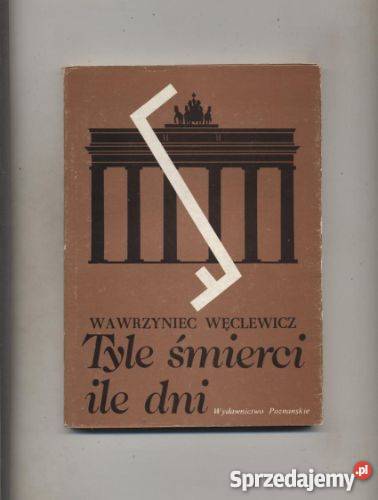 WAWRZYNIEC WĘCLEWICZ
Tyle śmierci
ile dni
Wydawnictwo Poznańskie
Sprzedajemy.pl